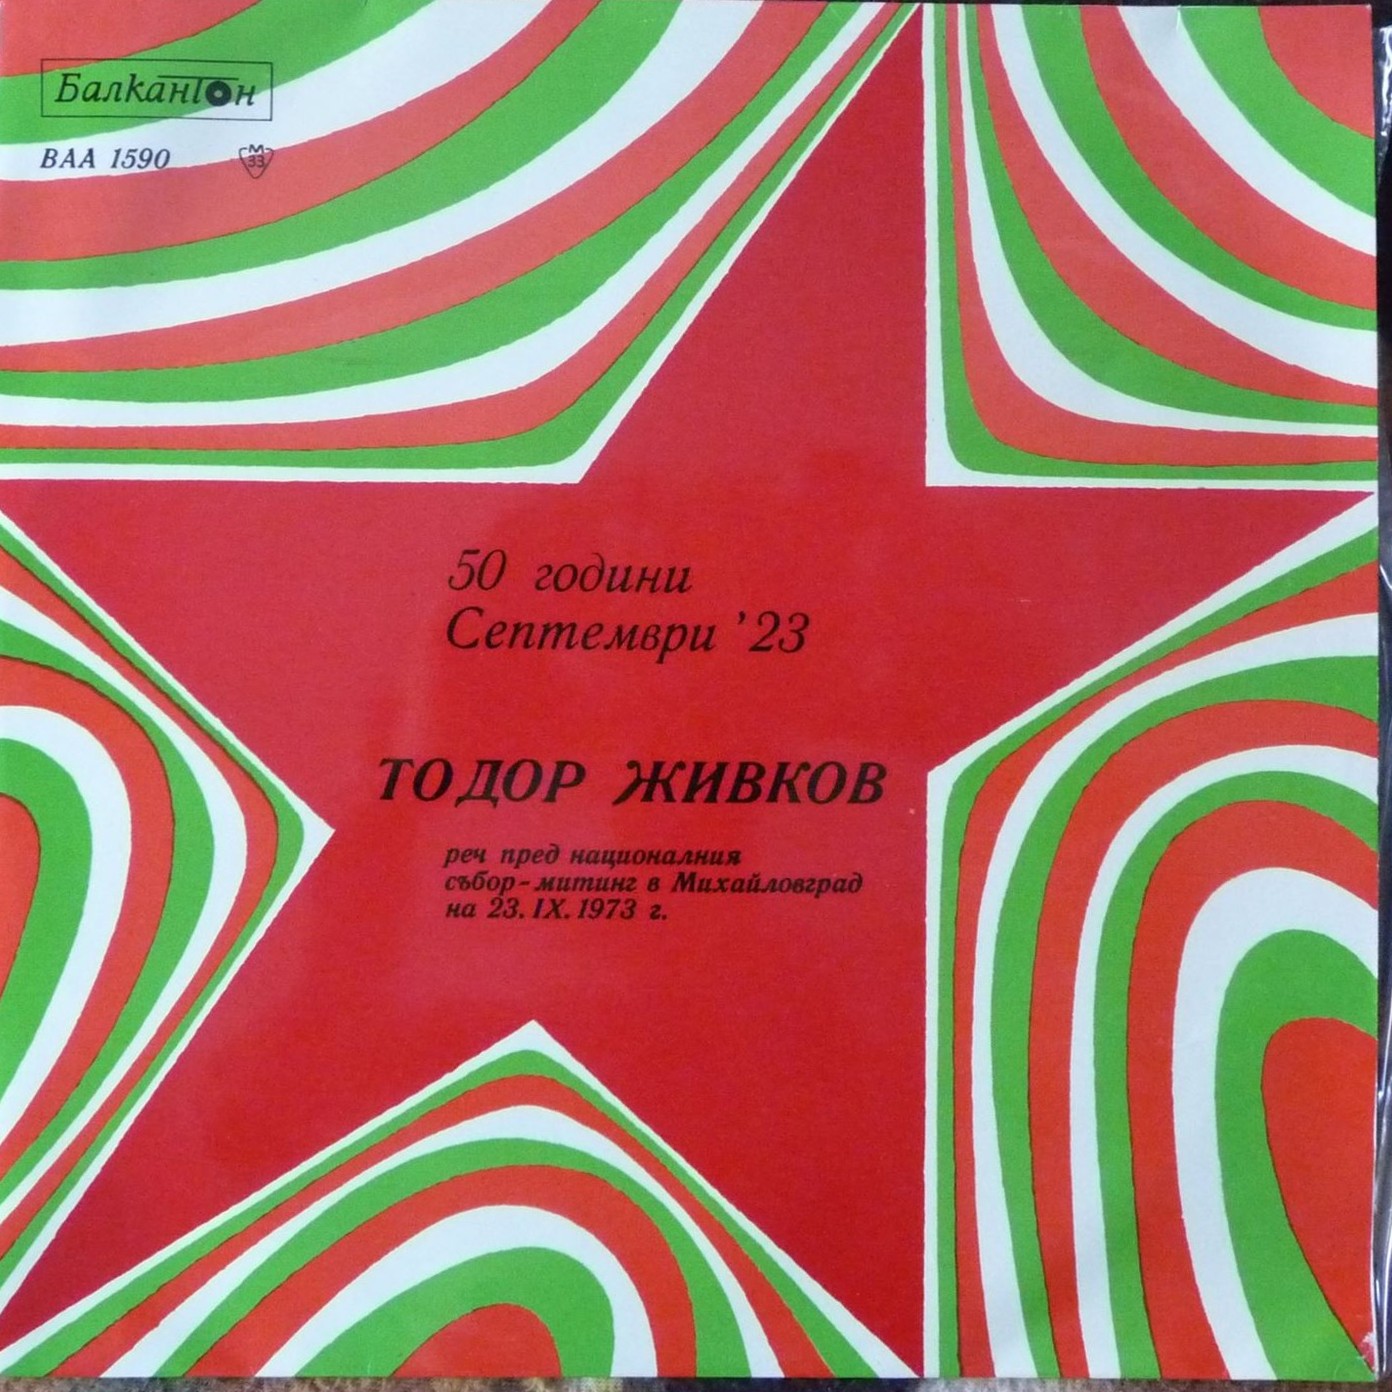 Балкантон
ВАА 1590
М
33
50 години
Септември '23
ТОДОР ЖИВКОВ
реч пред националния
събор-митинг в Михайловград
на 23.IX.1973 г.